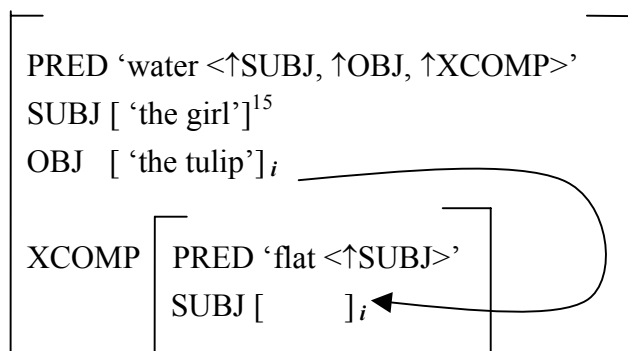 PRED ‘water <↑SUBJ, ↑OBJ, ↑XCOMP>’
SUBJ [ ‘the girl’]15
OBJ [ ‘the tulip’] i
XCOMP PRED ‘flat <↑SUBJ>’
SUBJ [ ] i